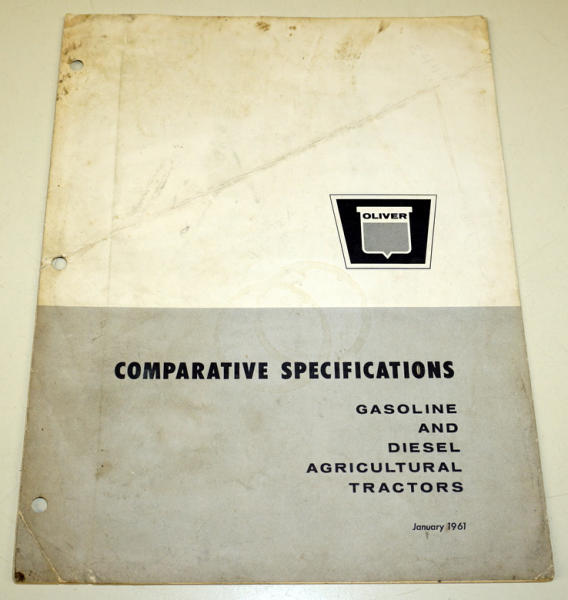 OLIVER
COMPARATIVE SPECIFICATIONS
GASOLINE
AND
DIESEL
AGRICULTURAL
TRACTORS
January 1961